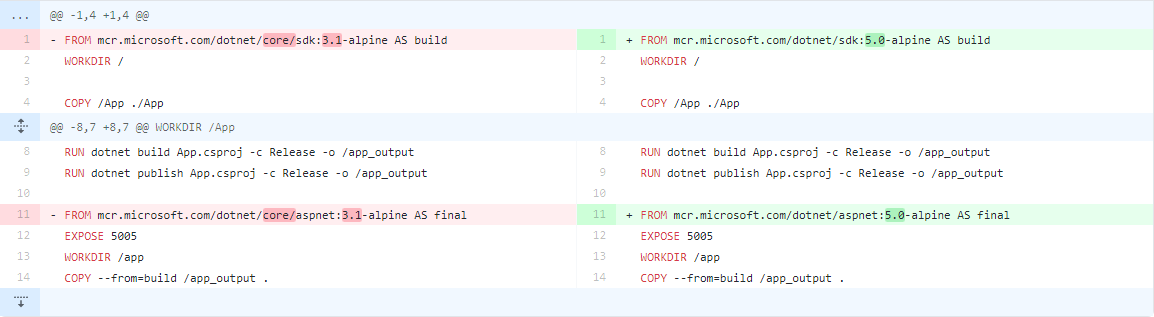 ... @@ -1,4 +1,4 @@
1 - FROM mcr.microsoft.com/dotnet/core/sdk:3.1-alpine AS build 1 + FROM mcr.microsoft.com/dotnet/sdk:5.0-alpine AS build
2 WORKDIR / 2 WORKDIR /
3 3
4 COPY /App ./App 4 COPY /App ./App
@@ -8,7 +8,7 @@ WORKDIR /App
8 RUN dotnet build App.csproj -c Release -o /app_output 8 RUN dotnet build App.csproj -c Release -o /app_output
9 RUN dotnet publish App.csproj -c Release -o /app_output 9 RUN dotnet publish App.csproj -c Release -o /app_output
10 10
11 - FROM mcr.microsoft.com/dotnet/core/aspnet:3.1-alpine AS final 11 + FROM mcr.microsoft.com/dotnet/aspnet:5.0-alpine AS final
12 EXPOSE 5005 12 EXPOSE 5005
13 WORKDIR /app 13 WORKDIR /app
14 COPY --from=build /app_output . 14 COPY --from=build /app_output .